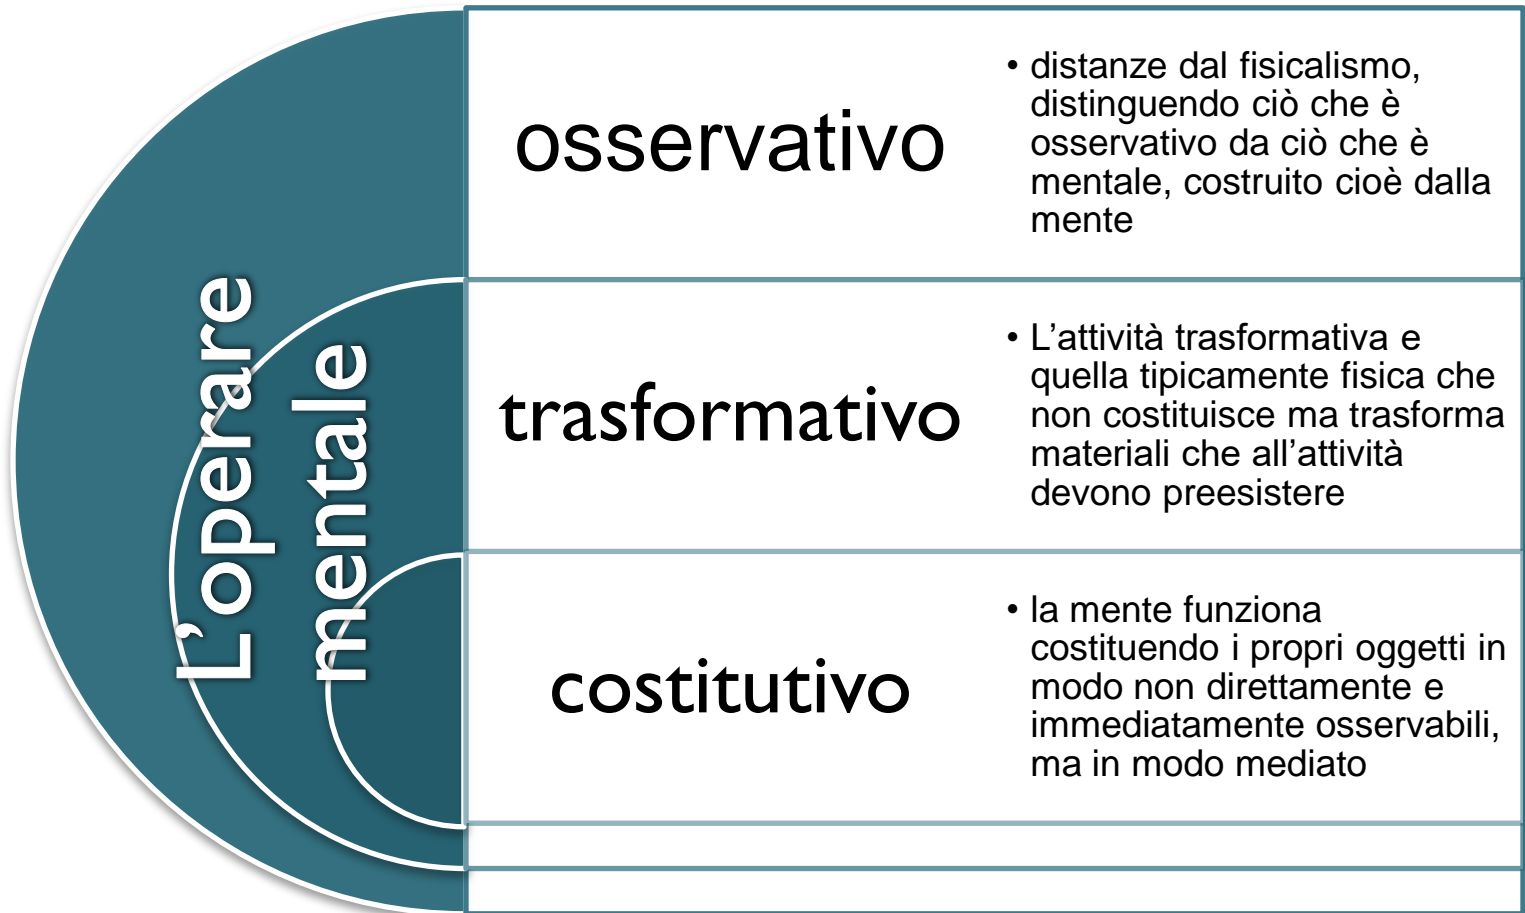 L'operare
mentale
osservativo
• distanze dal fisicalismo,
distinguendo ciò che è
osservativo da ciò che è
mentale, costruito cioè dalla
mente
trasformativo
• L’attività trasformativa e
quella tipicamente fisica che
non costituisce ma trasforma
materiali che all’attività
devono preesistere
costitutivo
• la mente funziona
costituendo i propri oggetti in
modo non direttamente e
immediatamente osservabili,
ma in modo mediato